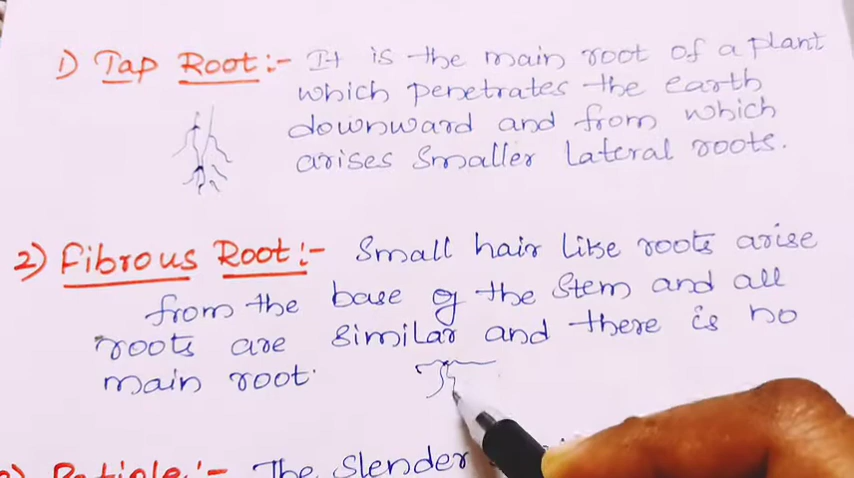 1) Tap Root:- It is the main root of a plant
which penetrates the earth
downward and from which
arises smaller lateral roots.
2) Fibrous Root:- Small hair like roots arise
from the base of the stem and all
roots are similar and there is no
main root.
Petiole:- The slender